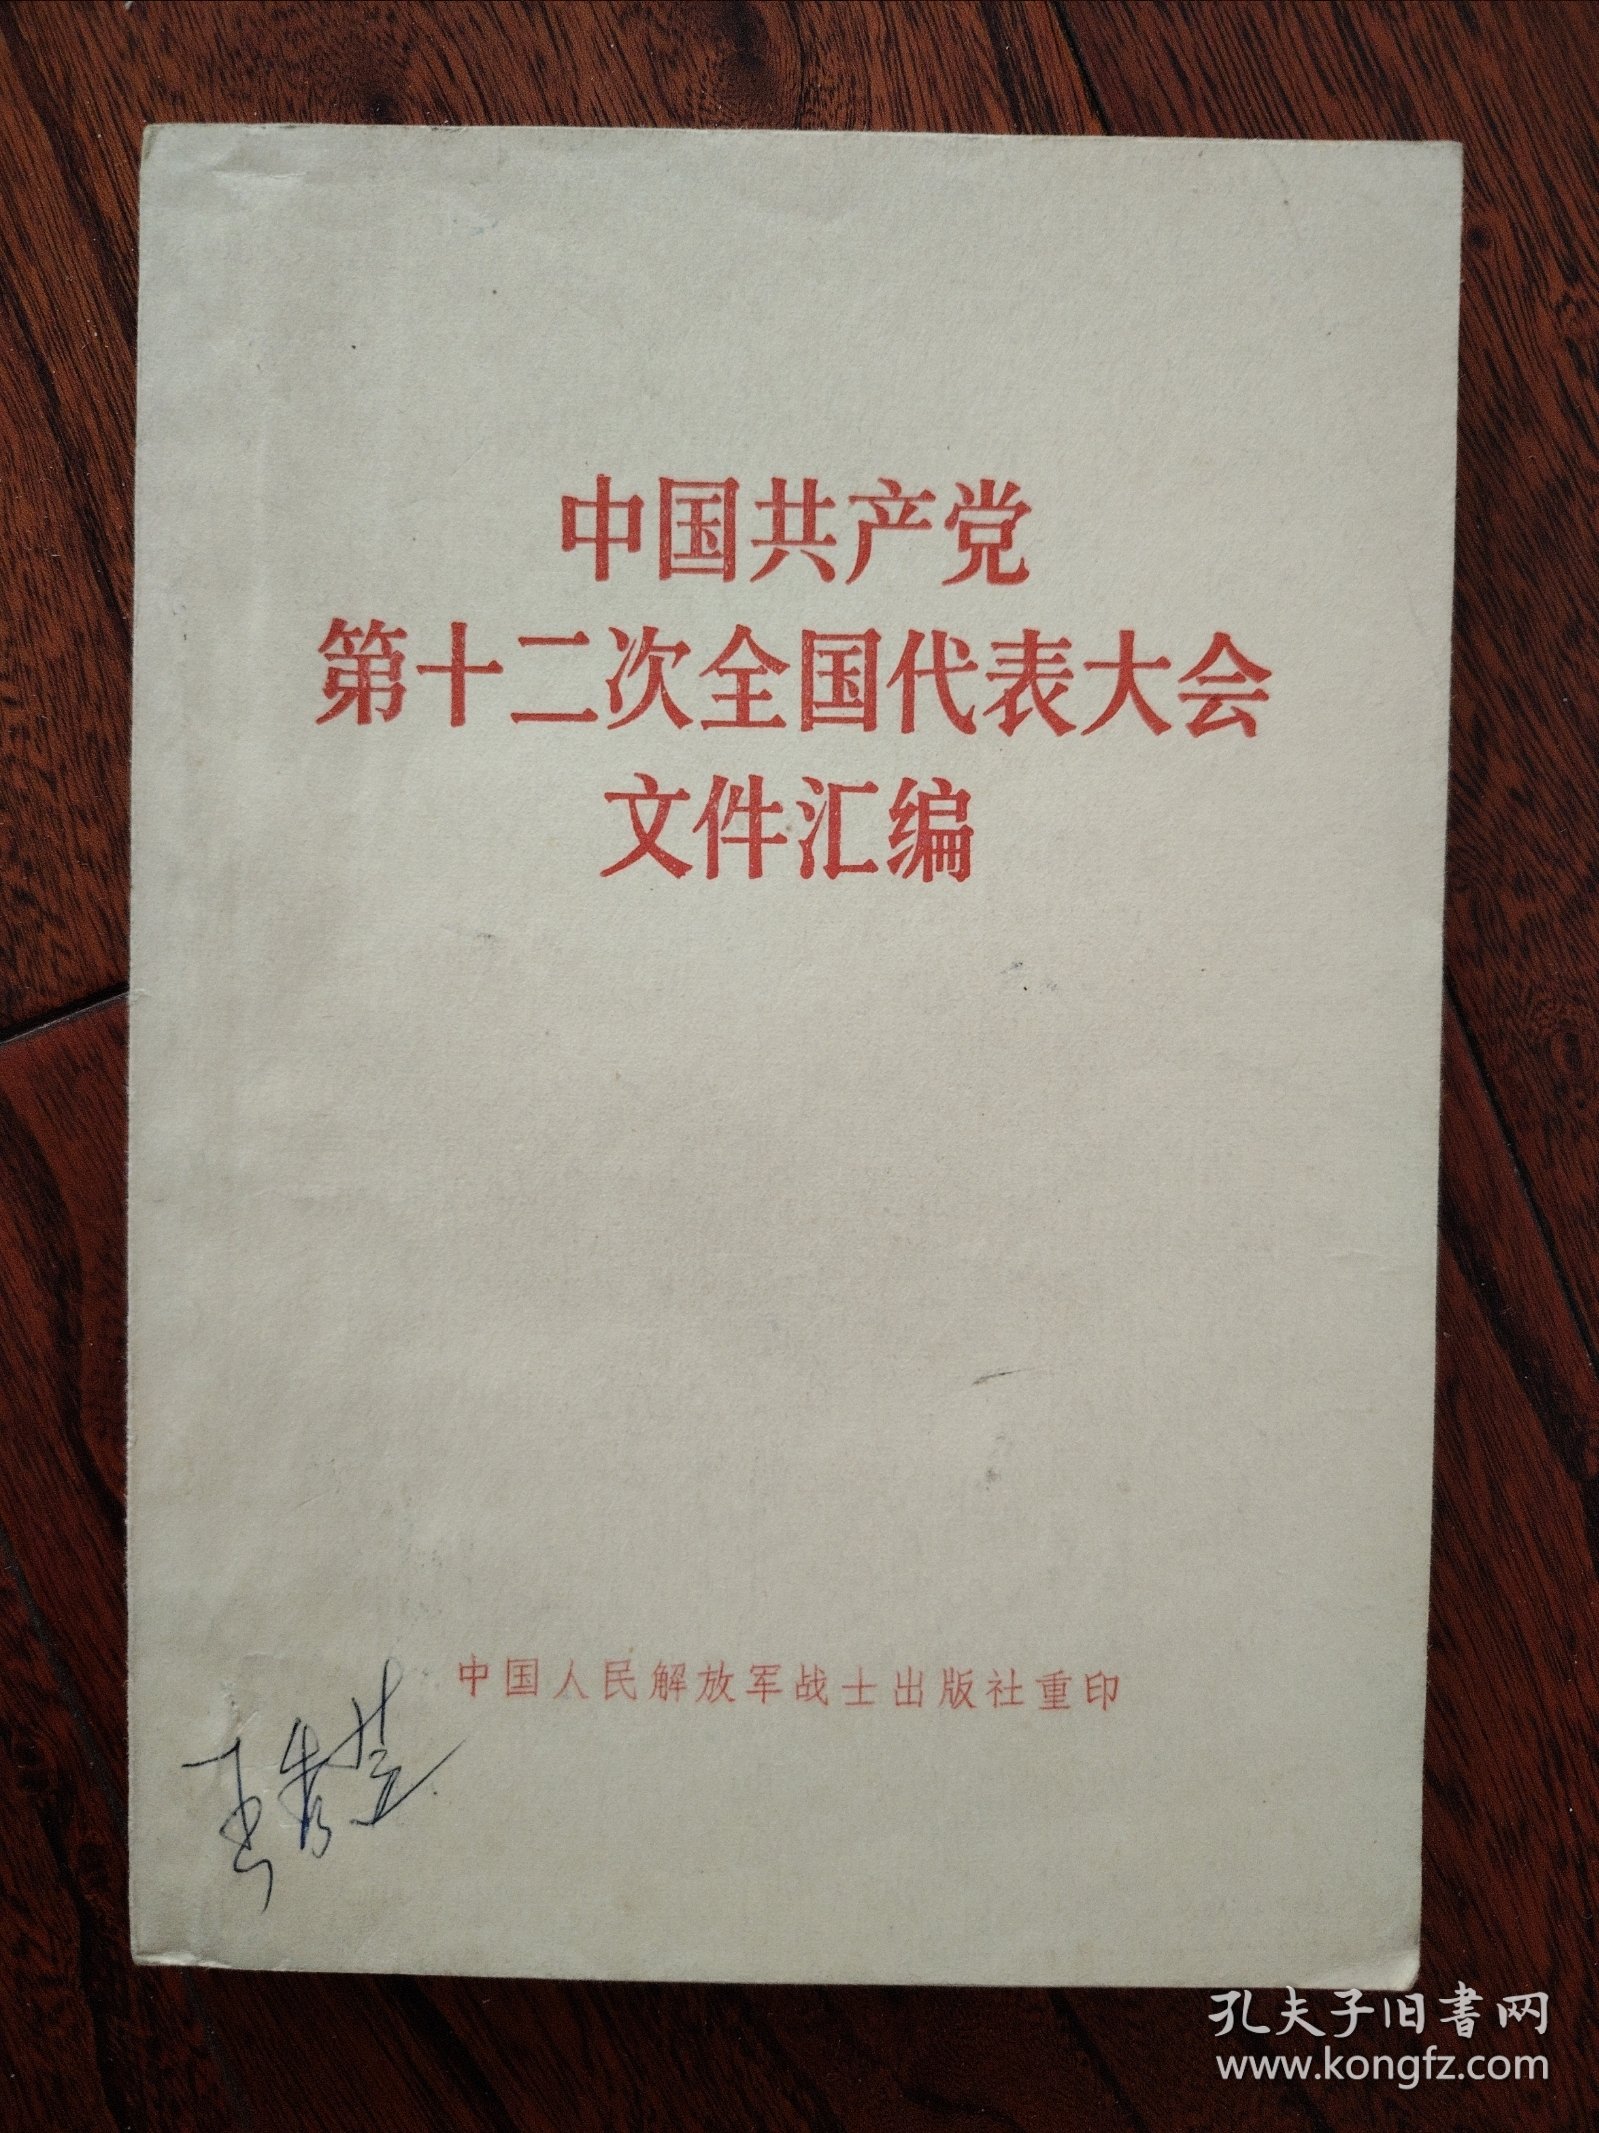 中国共产党
第十二次全国代表大会
文件汇编
中国人民解放军战士出版社重印
孔夫子旧书网
www.kongfz.com